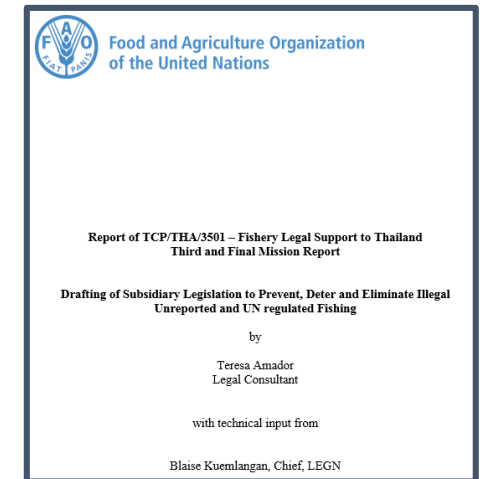 F A O
FIAT PANIS
Food and Agriculture Organization
of the United Nations
Report of TCP/THA/3501 – Fishery Legal Support to Thailand
Third and Final Mission Report
Drafting of Subsidiary Legislation to Prevent, Deter and Eliminate Illegal
Unreported and UN regulated Fishing
by
Teresa Amador
Legal Consultant
with technical input from
Blaise Kuemlangan, Chief, LEGN